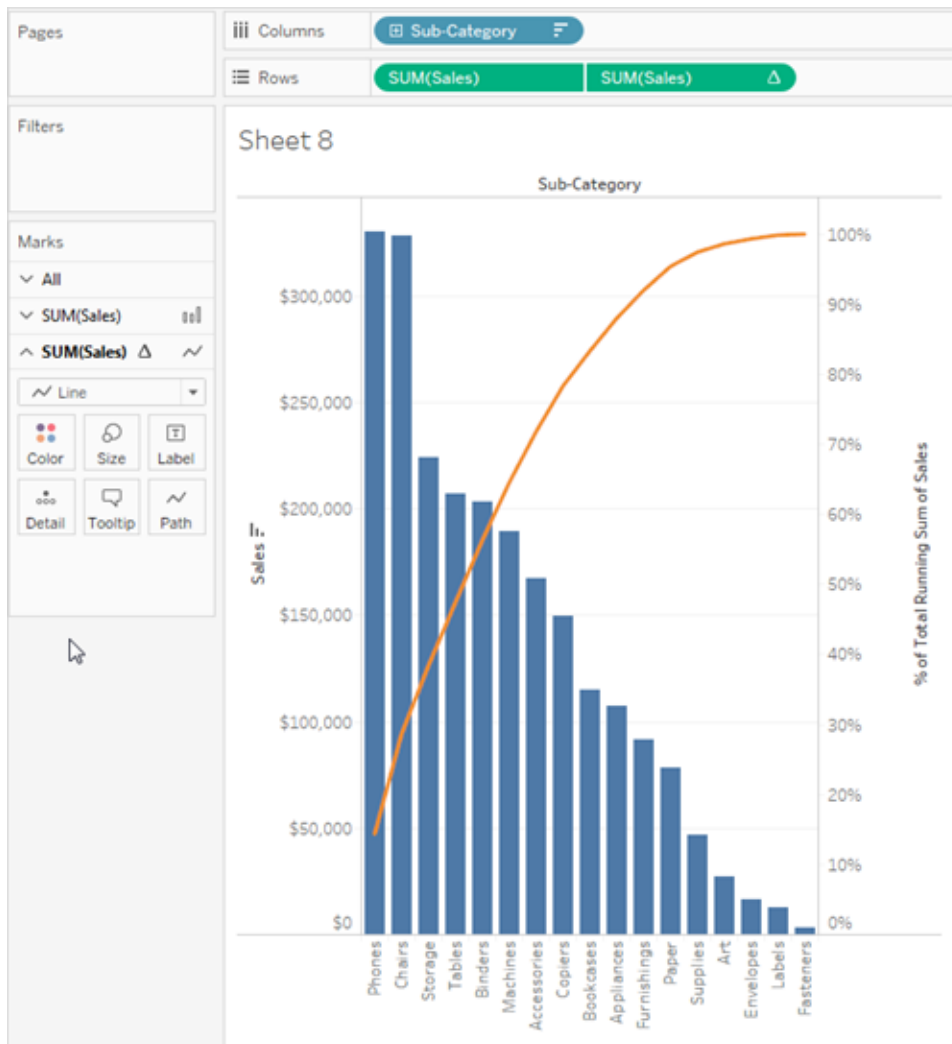 Pages
Columns
Sub-Category
Rows
SUM(Sales)
SUM(Sales)
Filters
Marks
All
SUM(Sales)
SUM(Sales)
Line
Color
Size
Label
Detail
Tooltip
Path
Sheet 8
Sub-Category
Sales
$300,000
$250,000
$200,000
$150,000
$100,000
$50,000
$0
100%
90%
80%
70%
60%
50%
40%
30%
20%
10%
0%
% of Total Running Sum of Sales
Phones
Chairs
Storage
Tables
Binders
Machines
Accessories
Copiers
Bookcases
Appliances
Furnishings
Paper
Supplies
Art
Envelopes
Labels
Fasteners